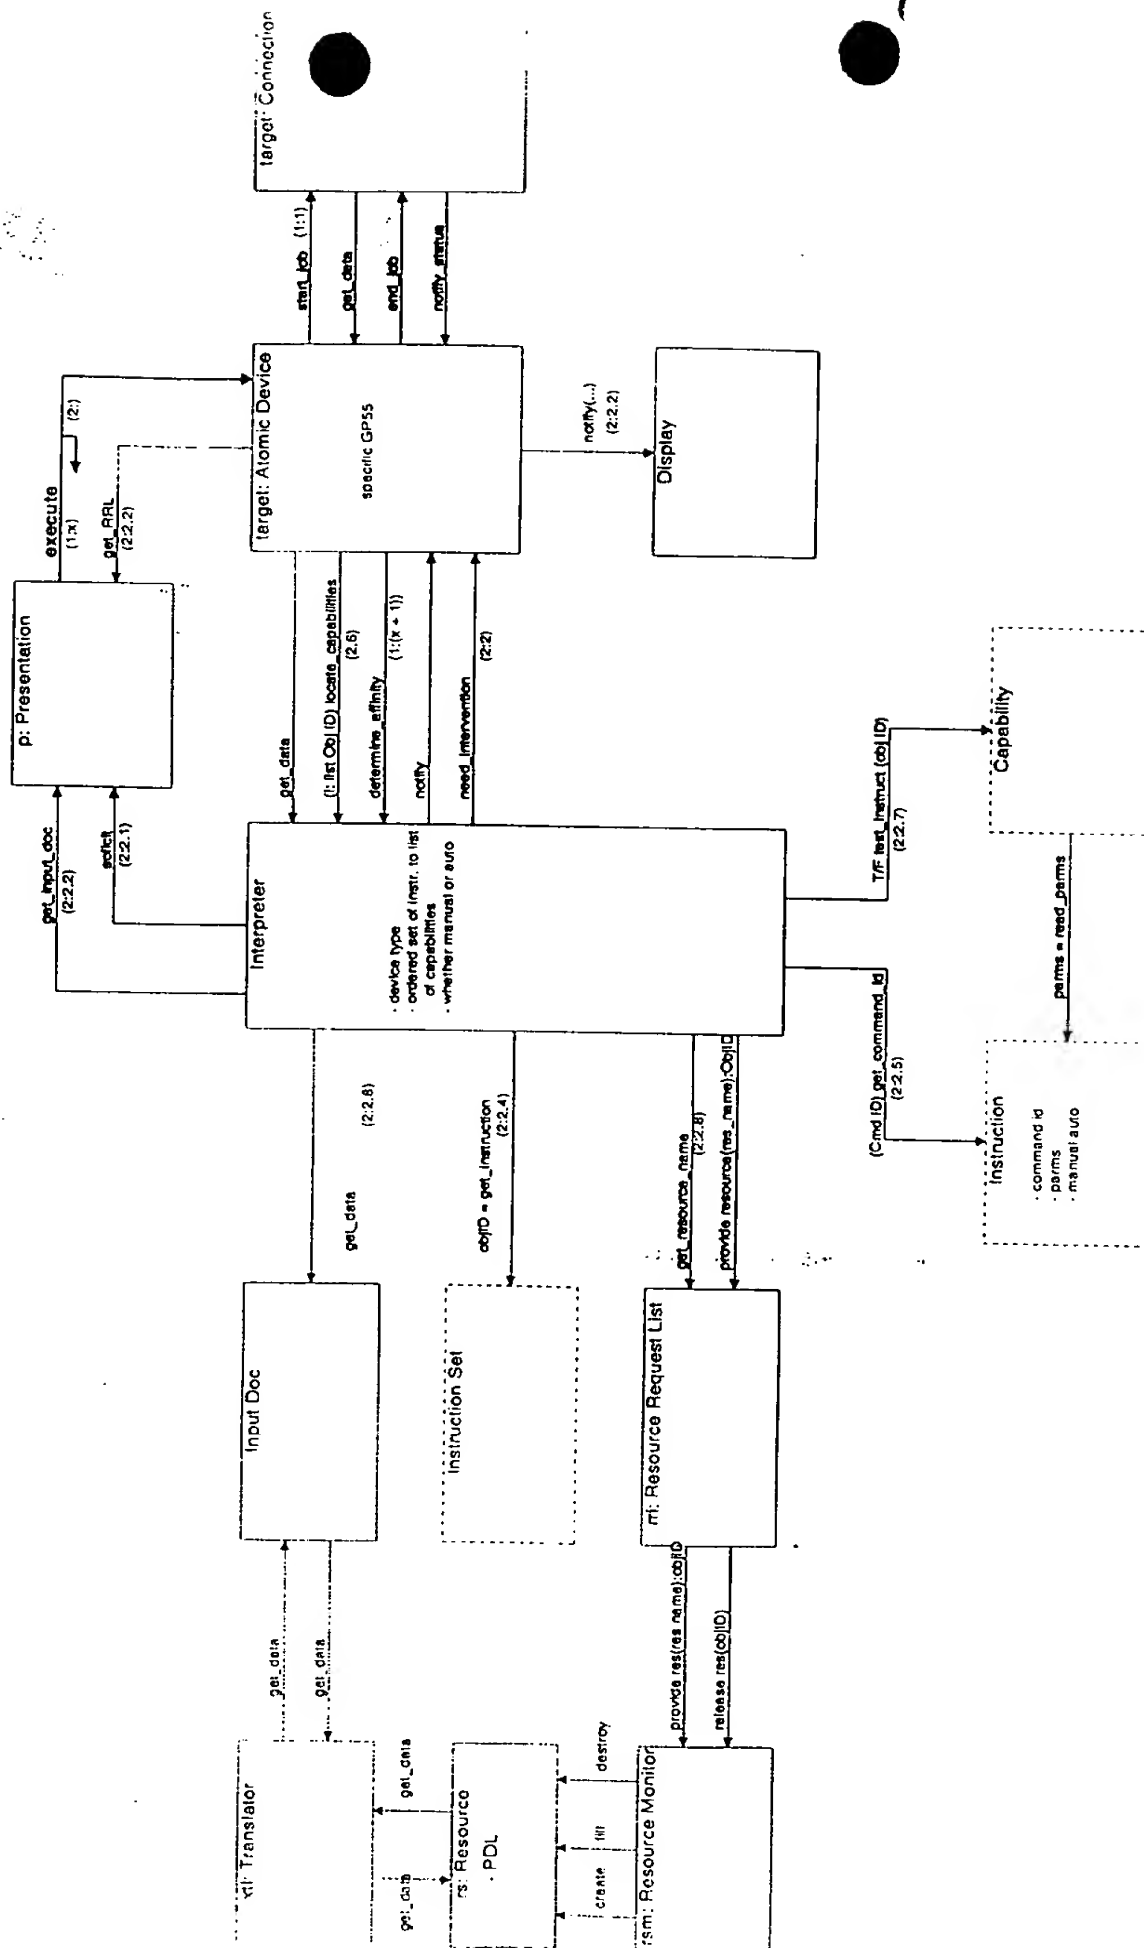 p: Presentation
execute
(1:x)
(2:)
get_RRL
(2:2.2)
get_input_doc
(2:2.2)
(2:2.1)
target: Connection
start_job (1:1)
get_data
end_job
notify_status
target: Atomic Device
specific GP55
notify(...)
(2:2.2)
Display
get_data
(!: list Obj ID) locate_capabilities
(2.6)
determine_affinity
(1:(x + 1))
notify
need_intervention
(2:2)
Interpreter
- device type
- ordered set of instr. to list
of capabilities
- whether manual or auto
get_data
(2:2.8)
objID = get_instruction
(2:2.4)
get_resource_name
(2:2.8)
provide resource(res_name):ObjID
(Cmd ID) get_command_id
(2:2.5)
T/F test_instruct (obj ID)
(2:2.7)
Capability
parms = read_parms
Instruction
- command id
- parms
- manual auto
Input Doc
Instruction Set
rrl: Resource Request List
get_data
get_data
provide res(res name):objID
release res(objID)
xtl: Translator
get_data
get_data
rs: Resource
- PDL
create
fill
destroy
rsm: Resource Monitor